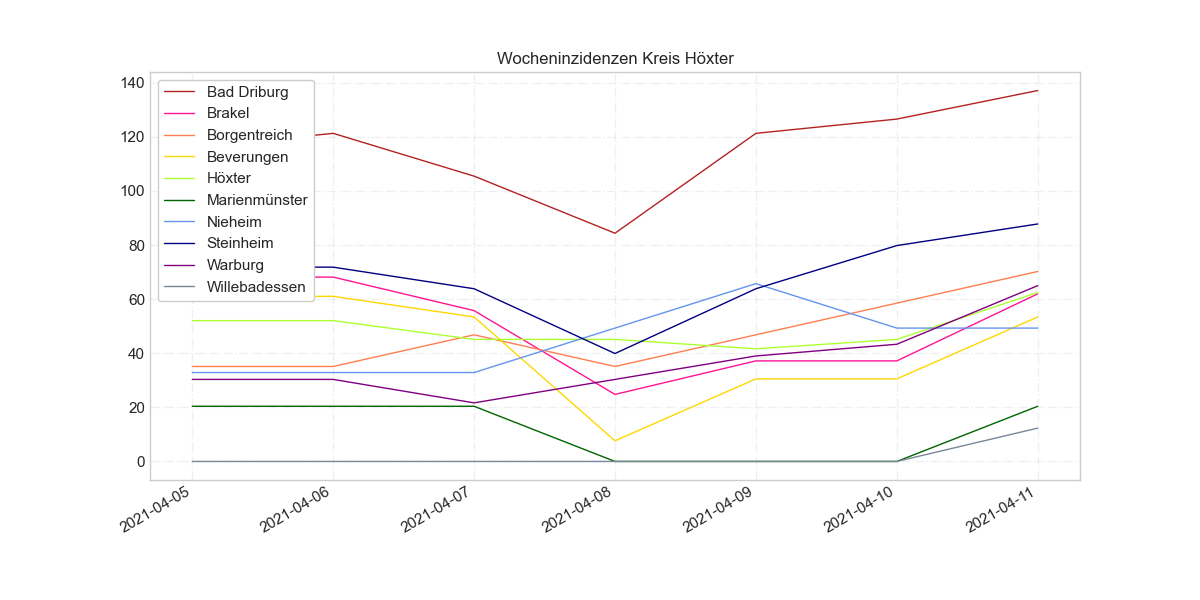 Wocheninzidenzen Kreis Höxter
140
120
100
80
60
40
20
0
Bad Driburg
Brakel
Borgentreich
Beverungen
Höxter
Marienmünster
Nieheim
Steinheim
Warburg
Willebadessen
2021-04-05
2021-04-06
2021-04-07
2021-04-08
2021-04-09
2021-04-10
2021-04-11